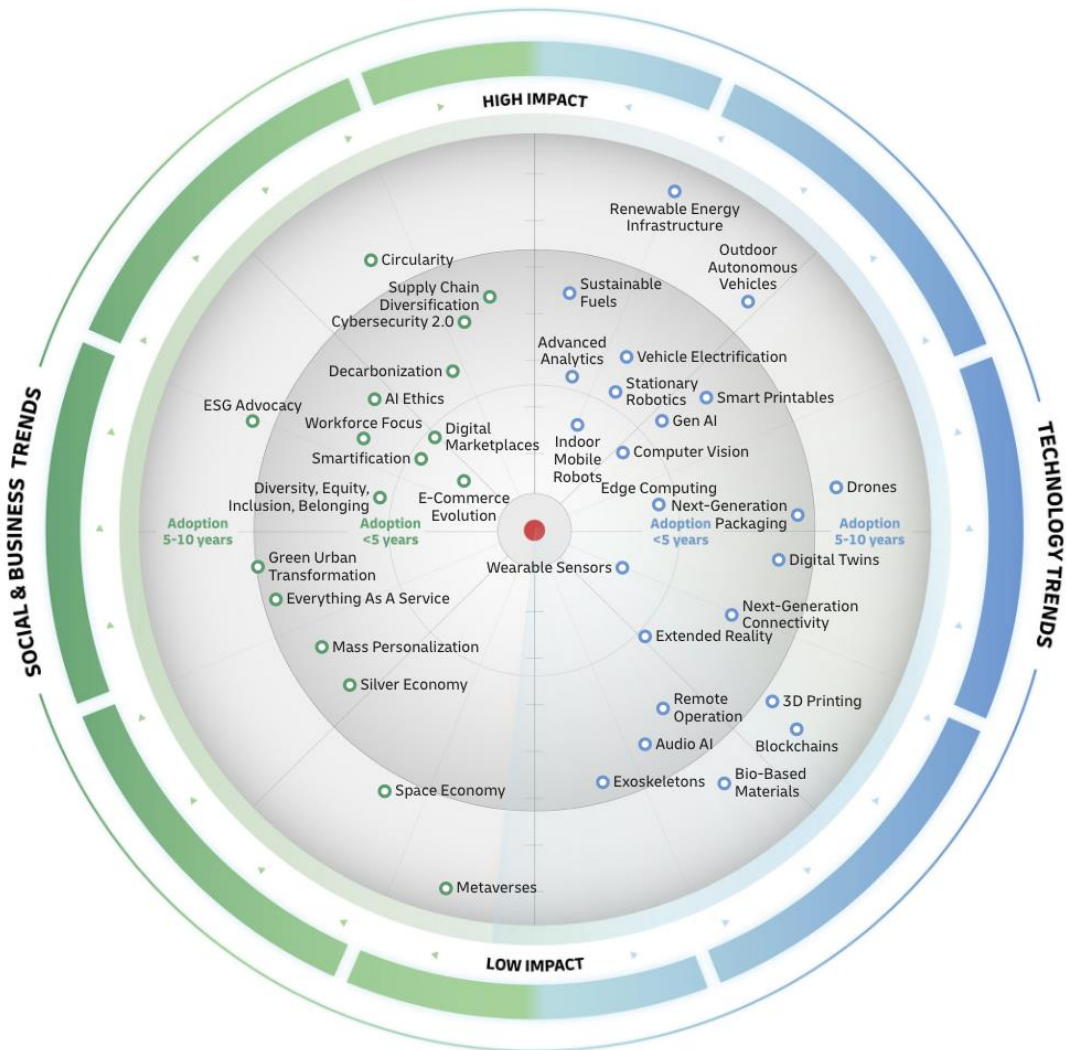 HIGH IMPACT
Renewable Energy
Infrastructure
Outdoor
Autonomous
Vehicles
Circularity
Supply Chain
Diversification
Sustainable
Fuels
Cybersecurity 2.0
Advanced
Analytics
Vehicle Electrification
Decarbonization
Stationary
Robotics
Smart Printables
AI Ethics
ESG Advocacy
Workforce Focus
Digital
Marketplaces
Gen AI
Indoor
Mobile
Robots
Computer Vision
Smartification
Diversity, Equity,
Inclusion, Belonging
E-Commerce
Evolution
Edge Computing
Next-Generation
Packaging
Drones
SOCIAL & BUSINESS TRENDS
TECHNOLOGY TRENDS
Adoption
5-10 years
Adoption
<5 years
Adoption
<5 years
Adoption
5-10 years
Green Urban
Transformation
Wearable Sensors
Digital Twins
Everything As A Service
Next-Generation
Connectivity
Extended Reality
Mass Personalization
Silver Economy
Remote
Operation
3D Printing
Audio AI
Blockchains
Exoskeletons
Bio-Based
Materials
Space Economy
Metaverses
LOW IMPACT